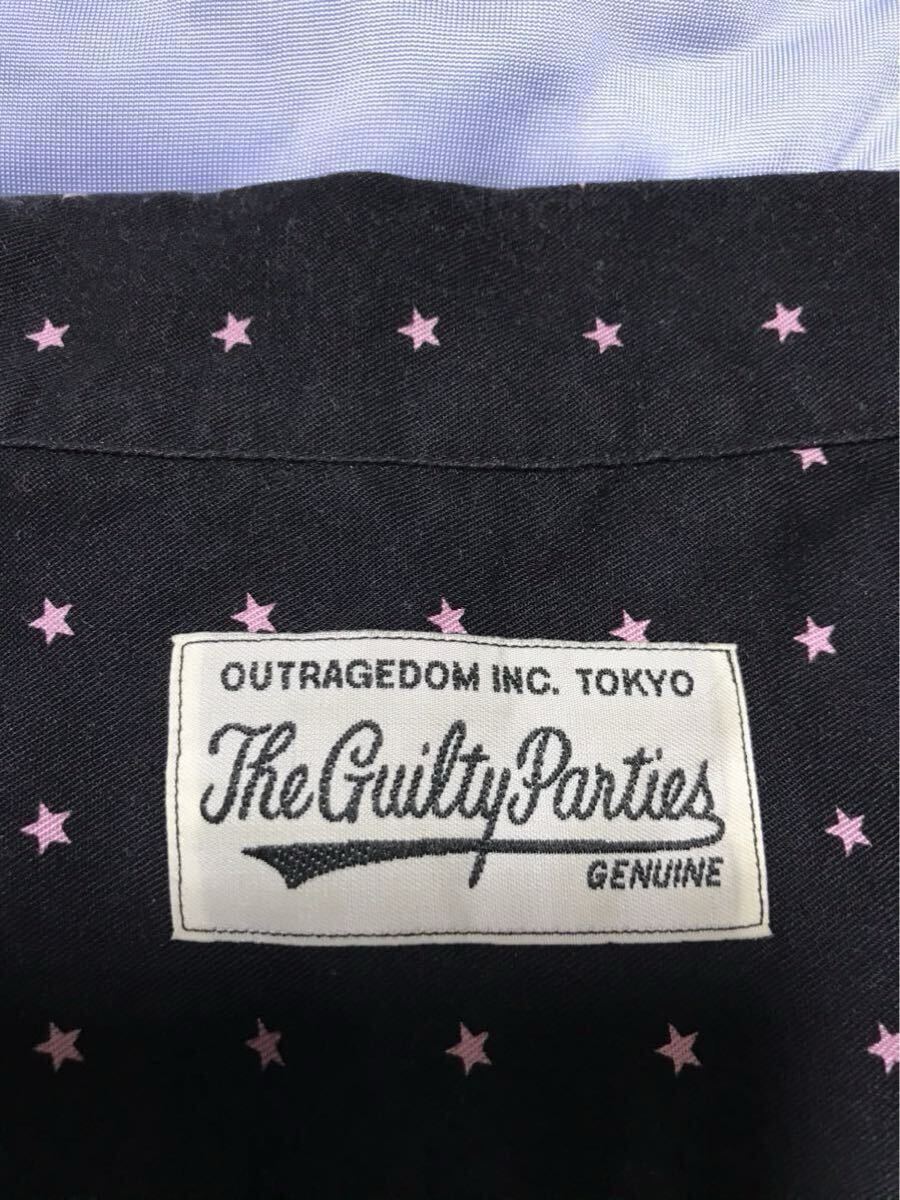 OUTRAGEDOM INC. TOKYO
The Guilty Parties
GENUINE